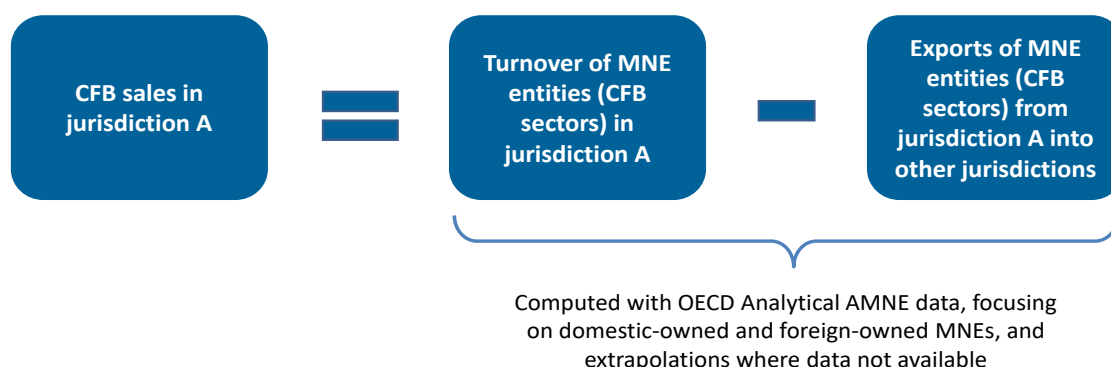 CFB sales in
jurisdiction A
Turnover of MNE
entities (CFB
sectors) in
jurisdiction A
Exports of MNE
entities (CFB
sectors) from
jurisdiction A into
other jurisdictions
Computed with OECD Analytical AMNE data, focusing
on domestic-owned and foreign-owned MNEs, and
extrapolations where data not available